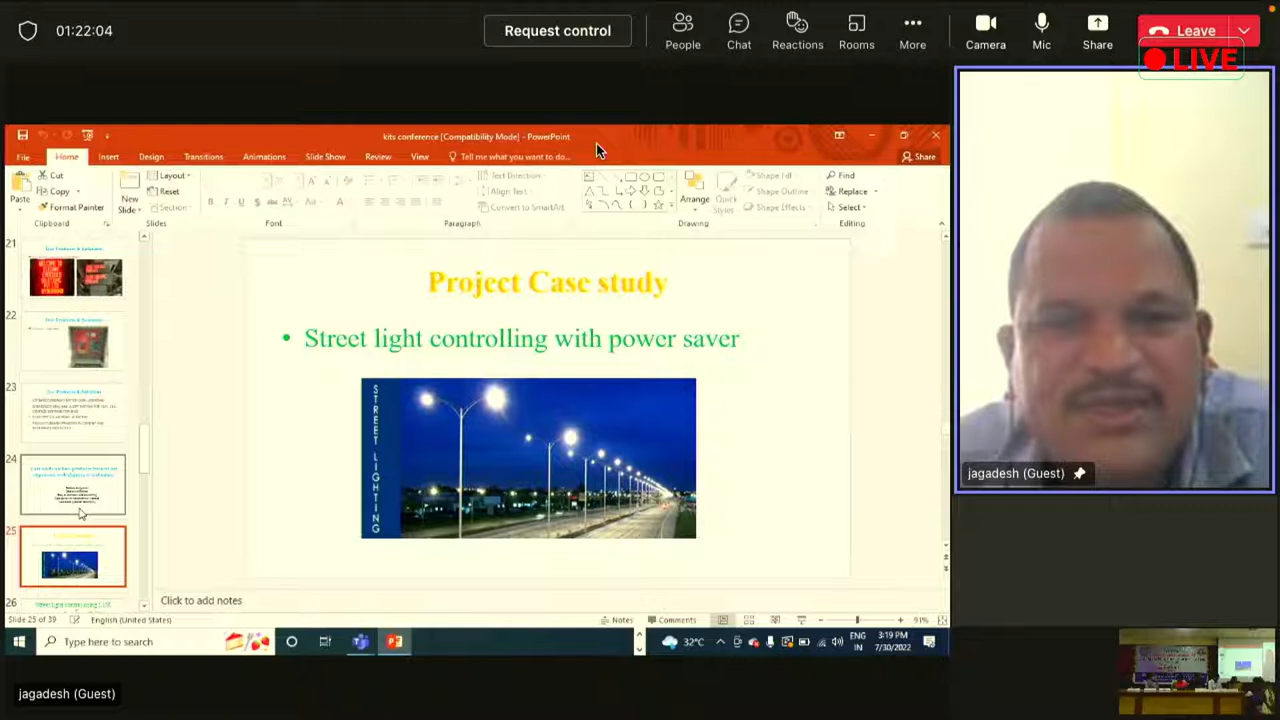 01:22:04
Request control
People
Chat
Reactions
Rooms
More
Camera
Mic
Share
Leave
LIVE
kits conference [Compatibility Mode] - PowerPoint
File
Home
Insert
Design
Transitions
Animations
Slide Show
Review
View
Tell me what you want to do...
Share
Paste
Cut
Copy
Format Painter
Clipboard
New
Slide
Layout
Reset
Section
Slides
Font
Text Direction
Align Text
Convert to SmartArt
Paragraph
Arrange
Quick
Styles
Shape Fill
Shape Outline
Shape Effects
Drawing
Find
Replace
Select
Editing
21
22
23
24
25
26
Project Case study
• Street light controlling with power saver
STREET LIGHTING
Click to add notes
Slide 25 of 39
English (United States)
Notes
Comments
91%
Type here to search
32°C
ENG
IN
3:19 PM
7/30/2022
jagadesh (Guest)
jagadesh (Guest)